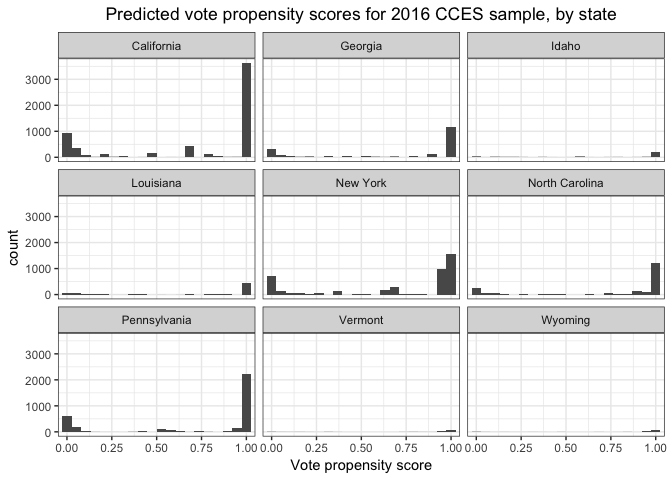 Predicted vote propensity scores for 2016 CCES sample, by state
California Georgia Idaho
3000
2000
1000
0
Louisiana New York North Carolina
3000
2000
1000
0
Pennsylvania Vermont Wyoming
3000
2000
1000
0
count
0.00 0.25 0.50 0.75 1.00 0.00 0.25 0.50 0.75 1.00 0.00 0.25 0.50 0.75 1.00
Vote propensity score